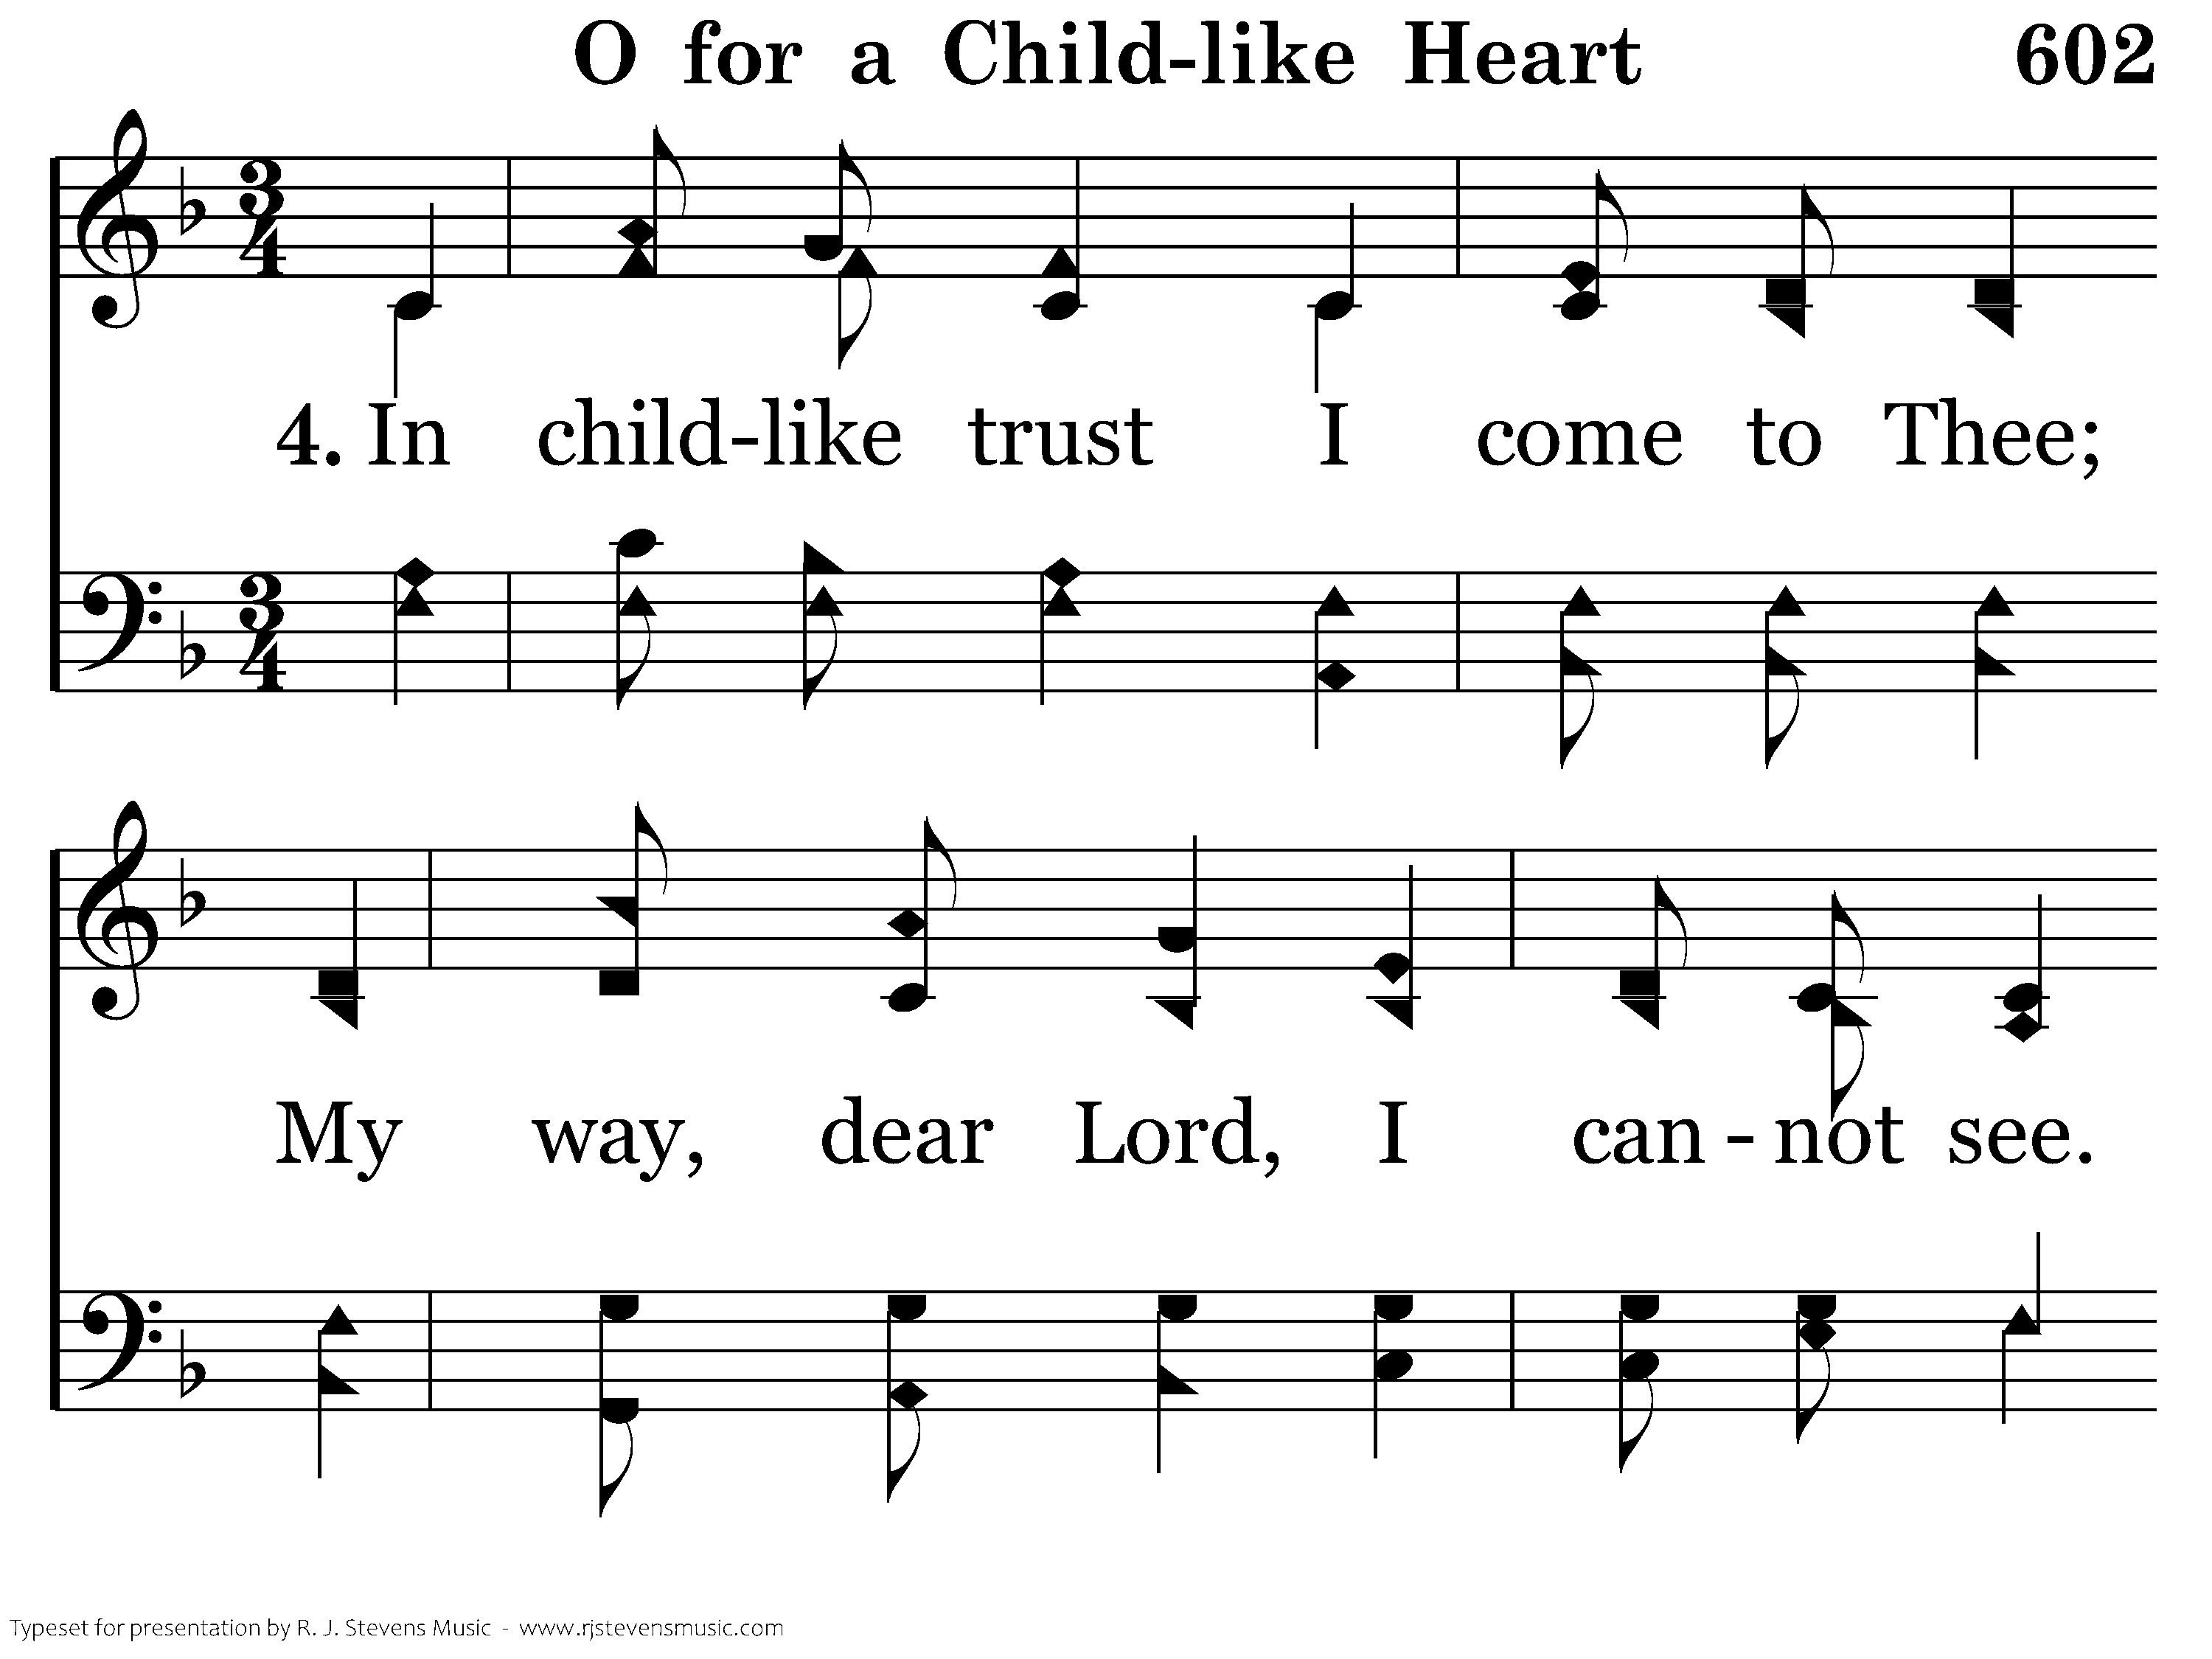 O for a Child-like Heart 602
4. In child-like trust I come to Thee;
My way, dear Lord, I can - not see.
Typeset for presentation by R. J. Stevens Music - www.rjstevensmusic.com